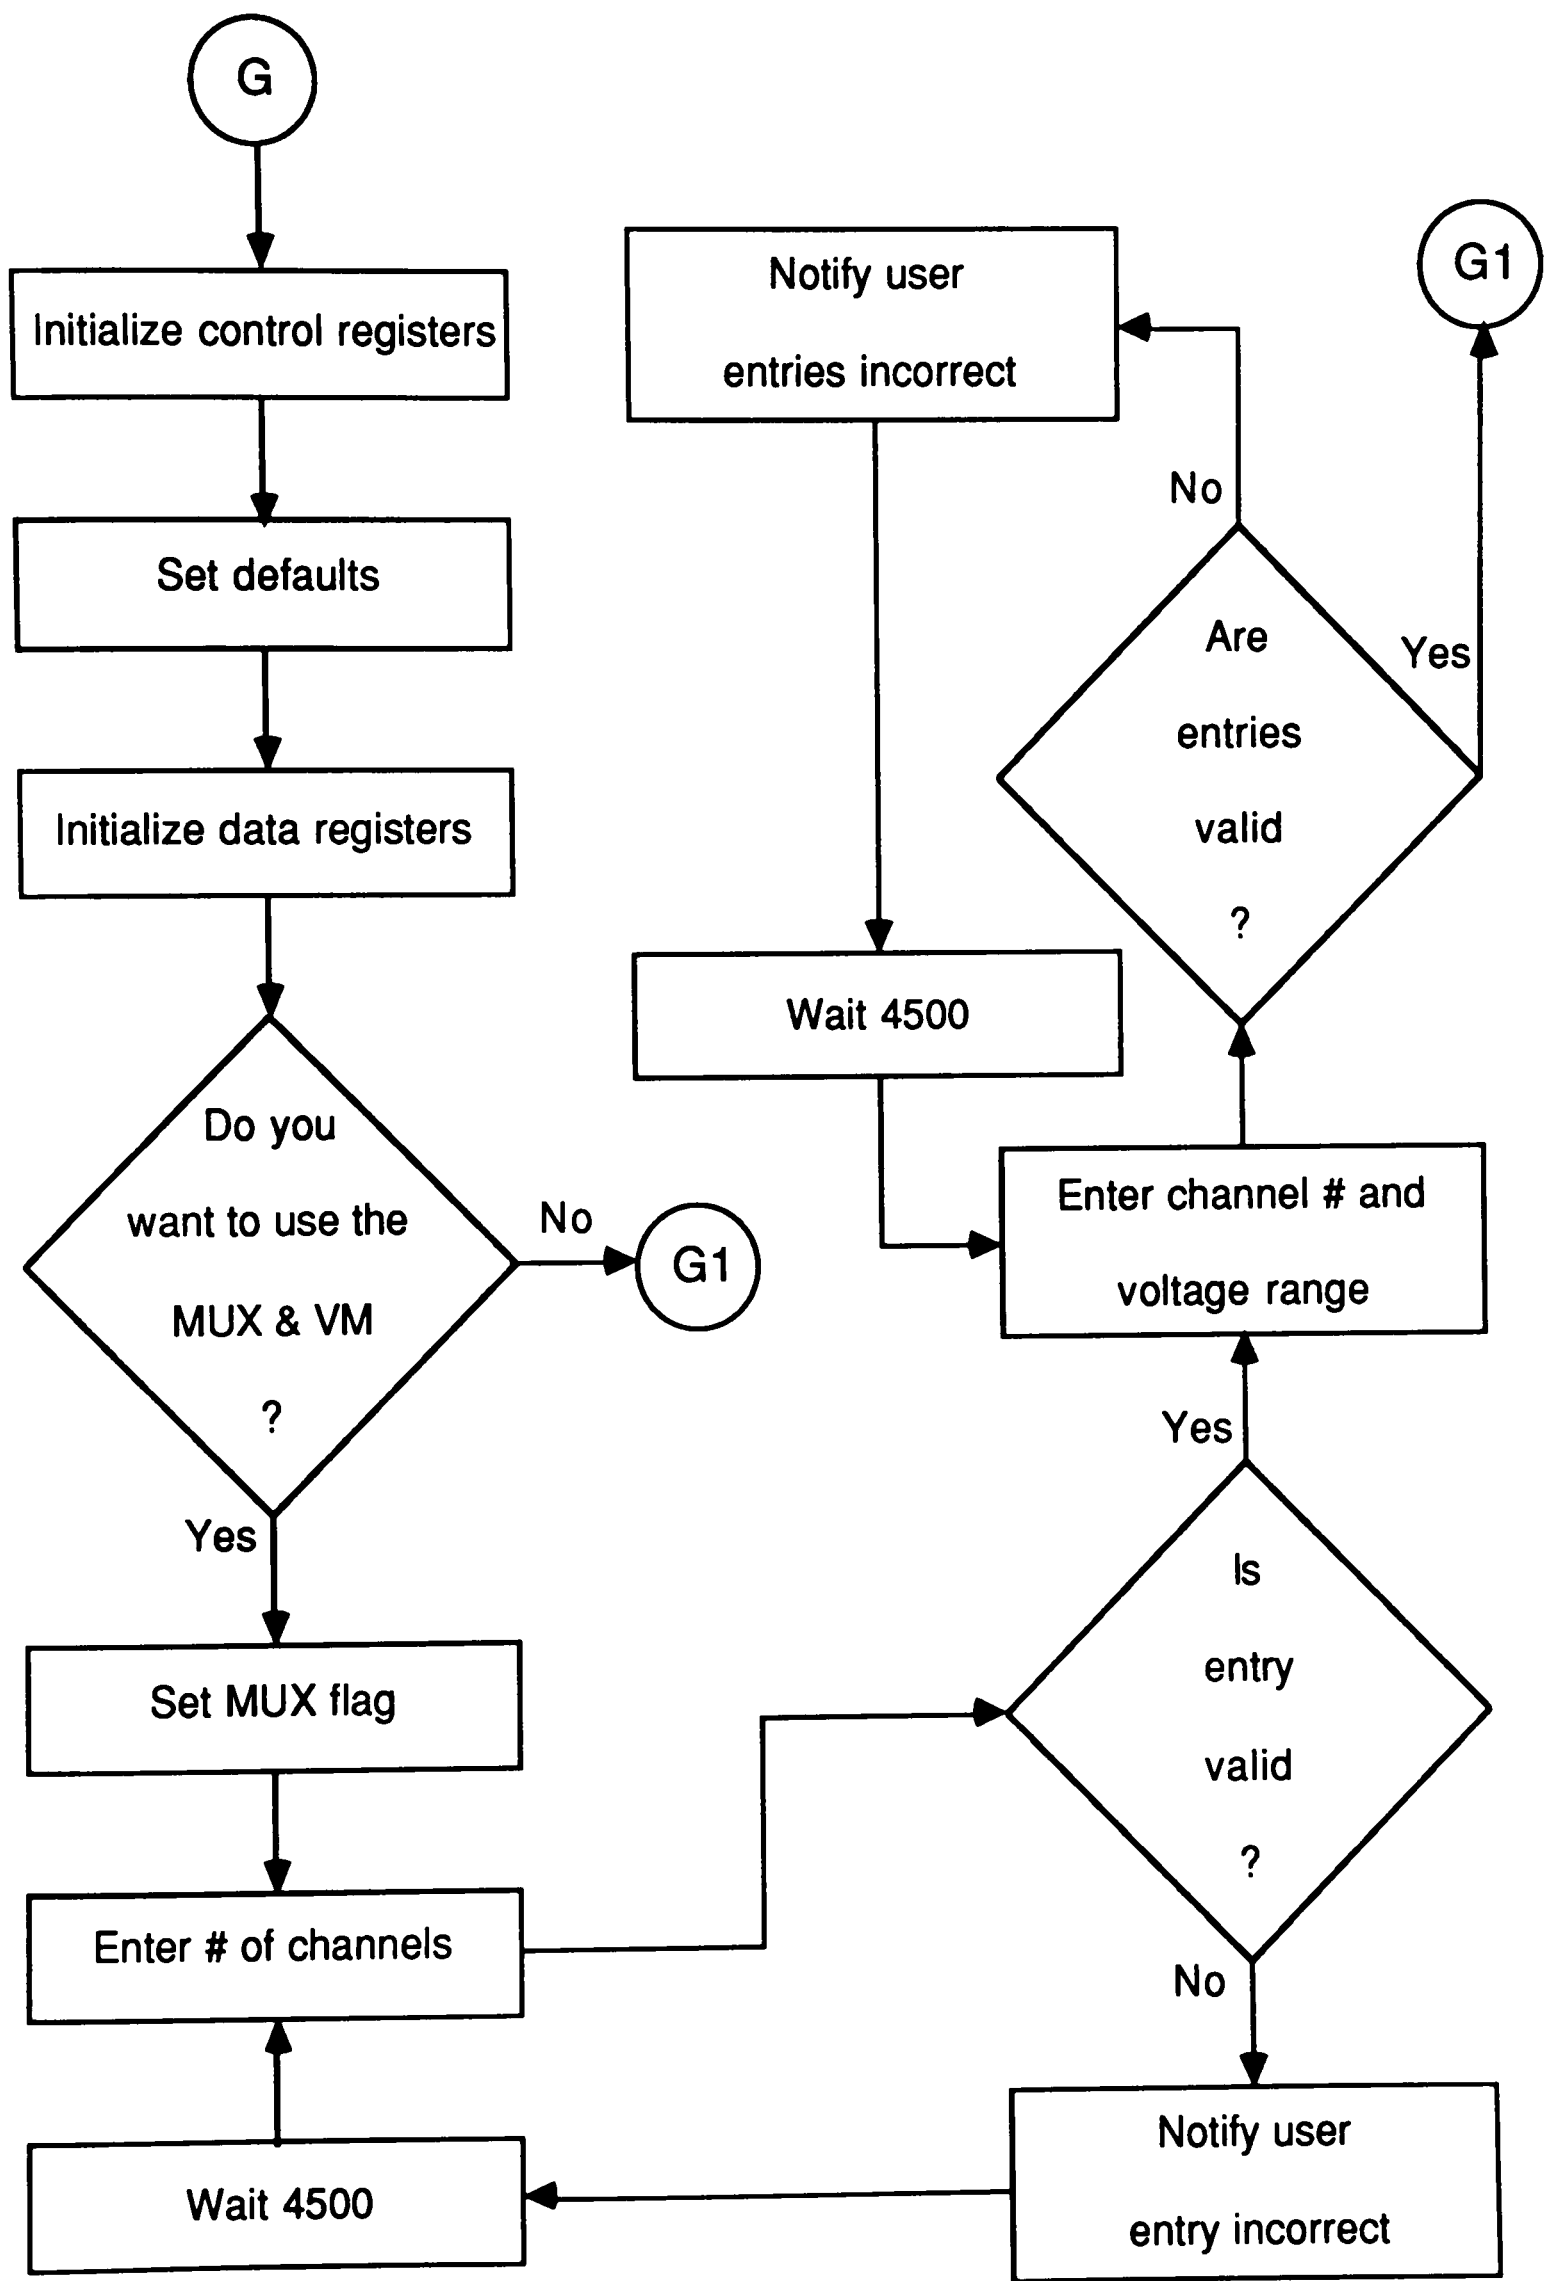 G
Initialize control registers
Set defaults
Initialize data registers
Do you
want to use the
MUX & VM
?
No
G1
Yes
Set MUX flag
Enter # of channels
Wait 4500
Notify user
entries incorrect
Wait 4500
G1
No
Yes
Are
entries
valid
?
Enter channel # and
voltage range
Yes
Is
entry
valid
?
No
Notify user
entry incorrect